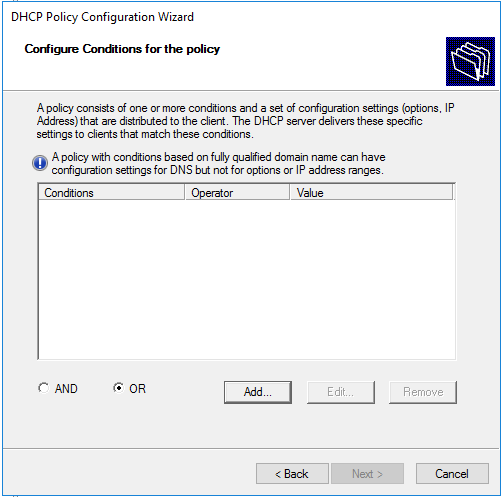 DHCP Policy Configuration Wizard
Configure Conditions for the policy
A policy consists of one or more conditions and a set of configuration settings (options, IP
Address) that are distributed to the client. The DHCP server delivers these specific
settings to clients that match these conditions.
A policy with conditions based on fully qualified domain name can have
configuration settings for DNS but not for options or IP address ranges.
Conditions Operator Value
AND OR Add... Edit... Remove
< Back Next > Cancel